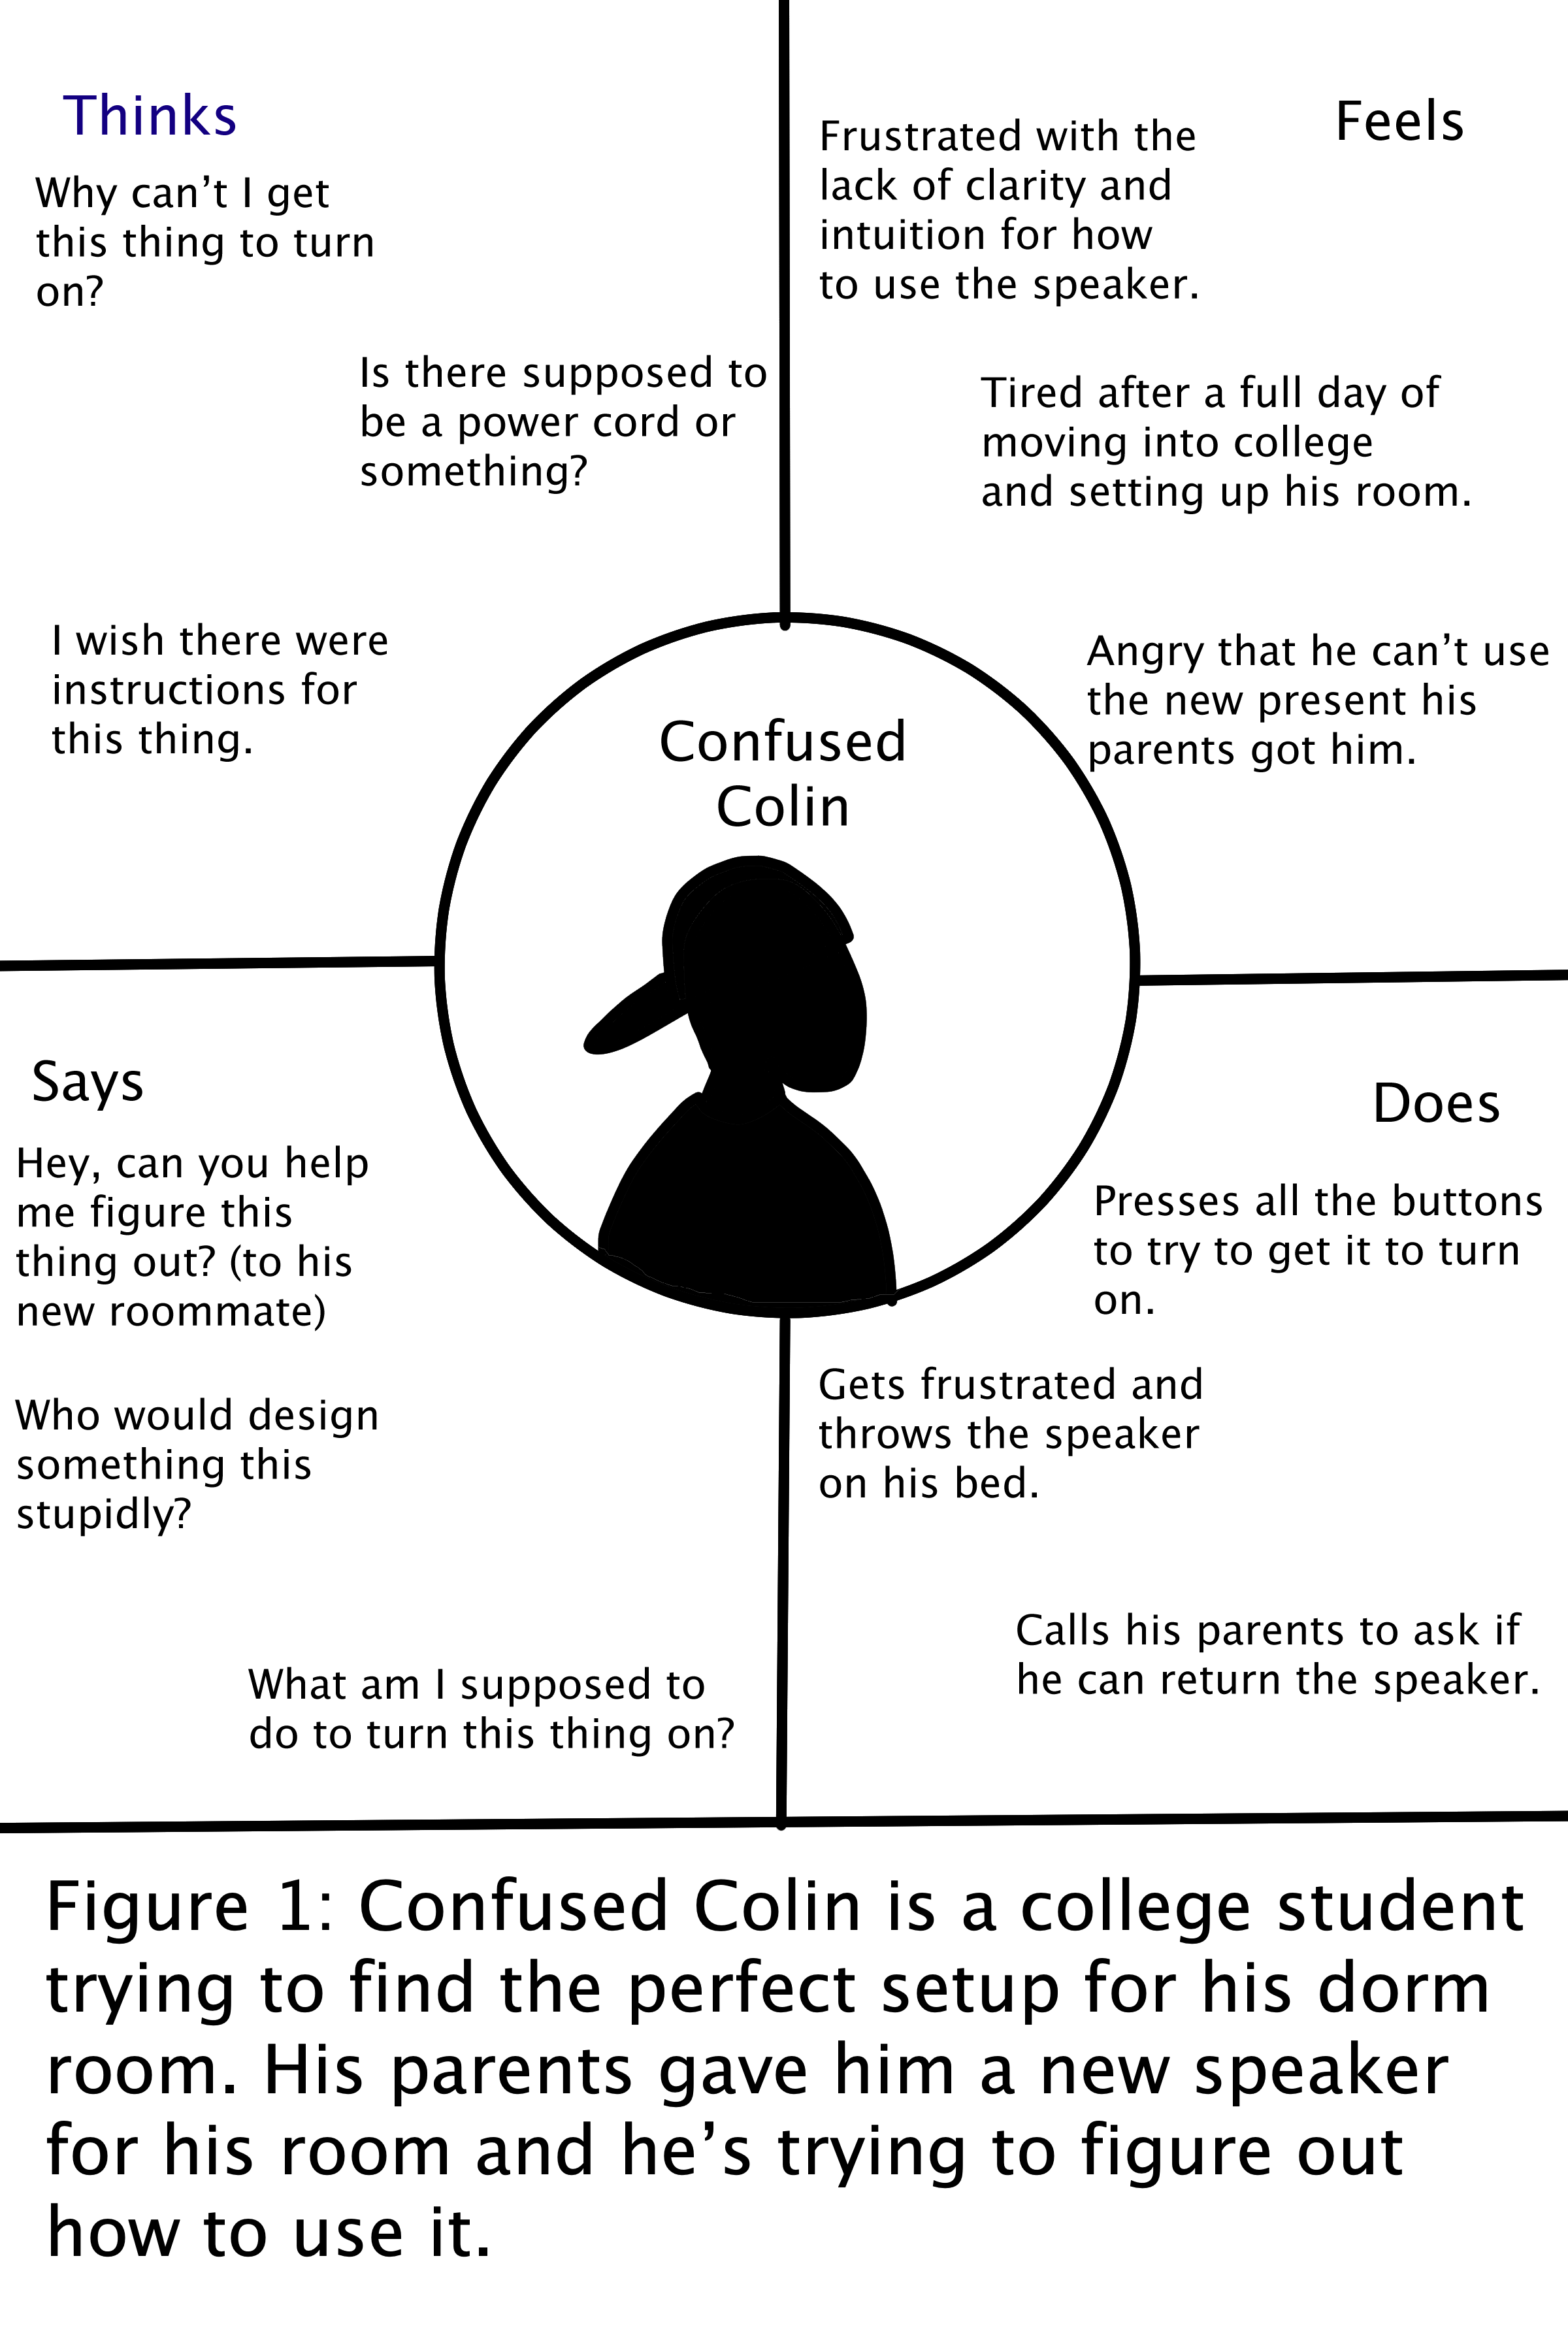 Thinks
Why can’t I get
this thing to turn
on?
Is there supposed to
be a power cord or
something?
I wish there were
instructions for
this thing.
Feels
Frustrated with the
lack of clarity and
intuition for how
to use the speaker.
Tired after a full day of
moving into college
and setting up his room.
Angry that he can’t use
the new present his
parents got him.
Confused
Colin
Says
Hey, can you help
me figure this
thing out? (to his
new roommate)
Who would design
something this
stupidly?
What am I supposed to
do to turn this thing on?
Does
Presses all the buttons
to try to get it to turn
on.
Gets frustrated and
throws the speaker
on his bed.
Calls his parents to ask if
he can return the speaker.
Figure 1: Confused Colin is a college student
trying to find the perfect setup for his dorm
room. His parents gave him a new speaker
for his room and he’s trying to figure out
how to use it.